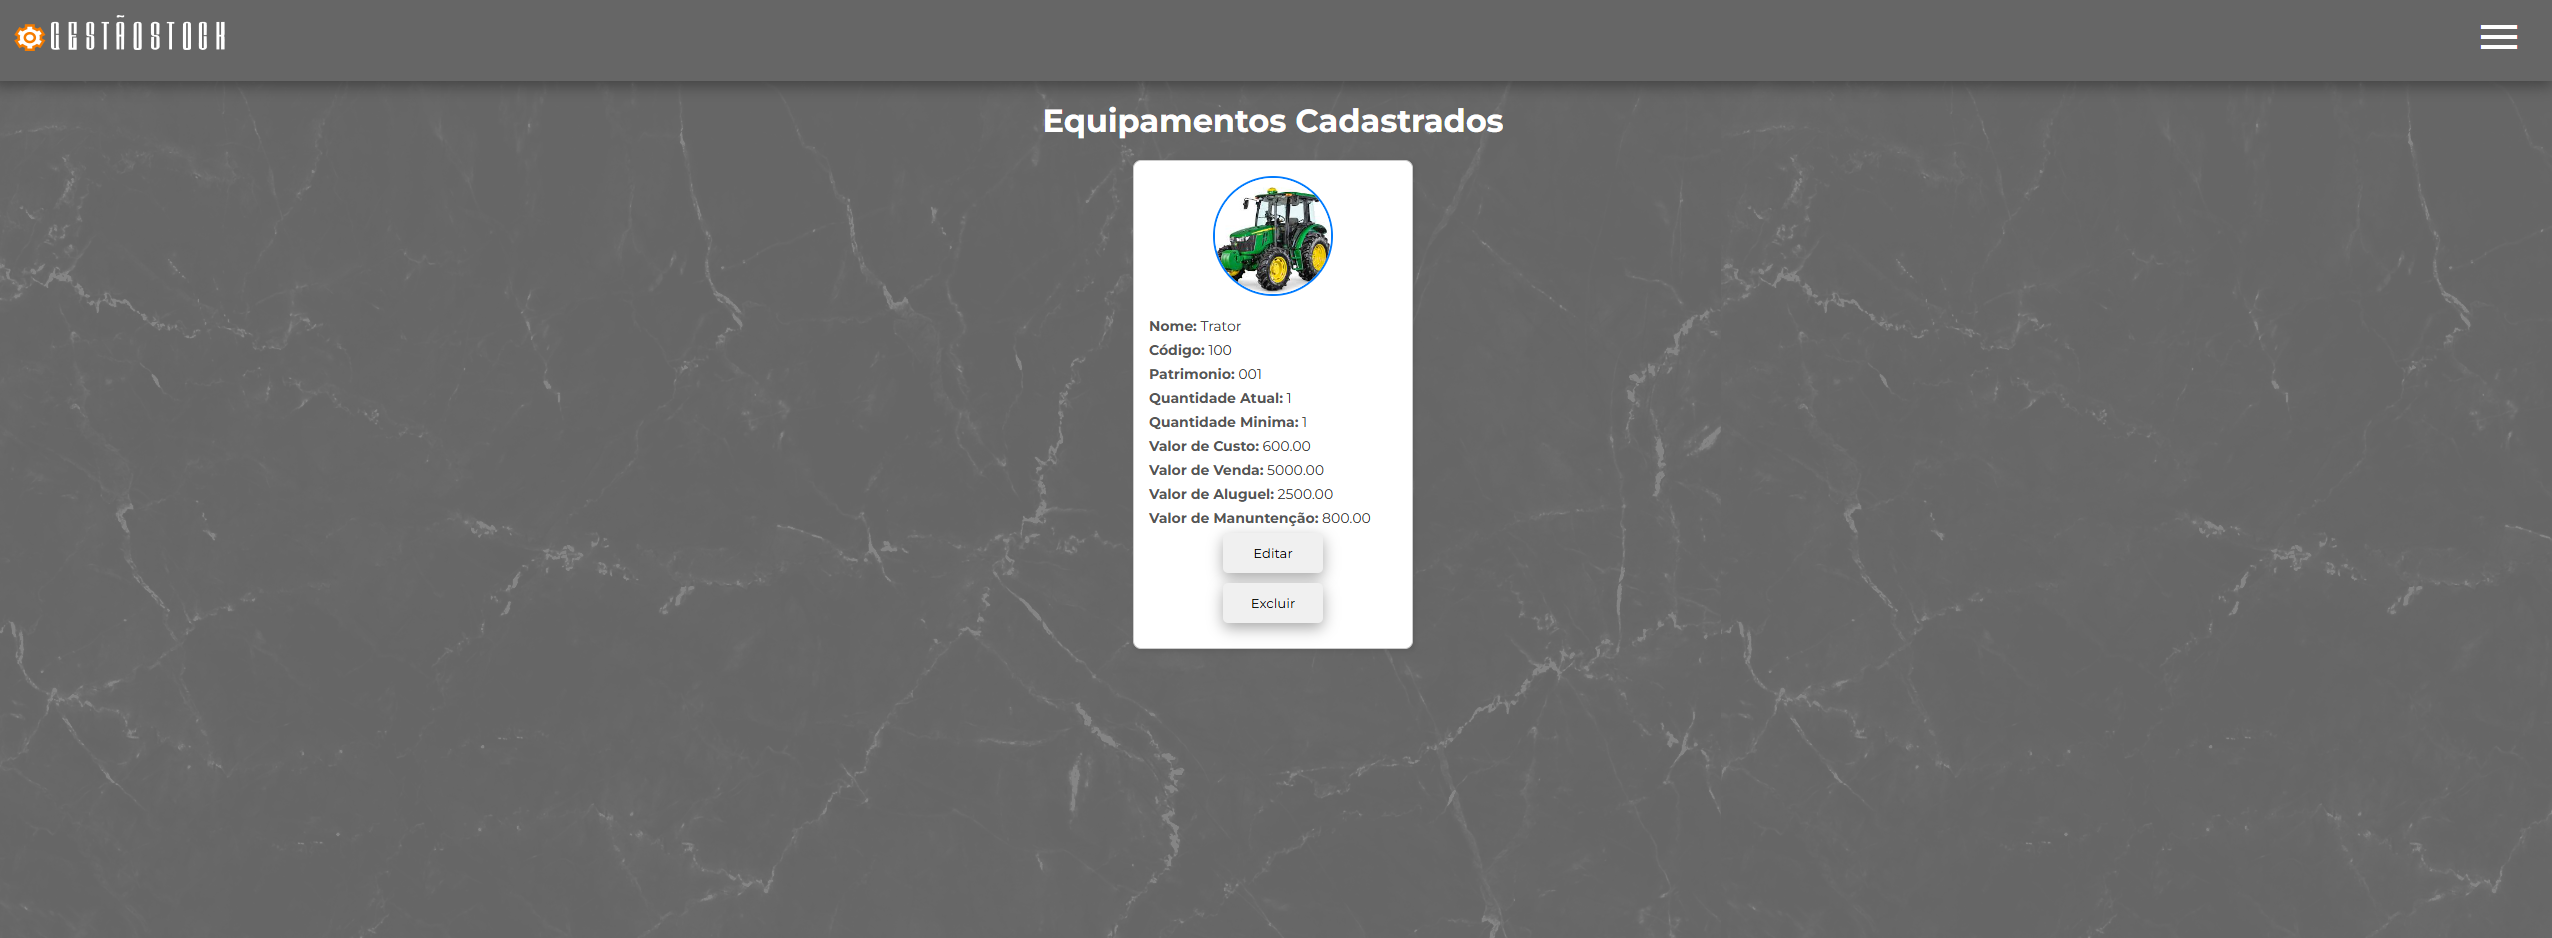 GESTÃOSTOCK
Equipamentos Cadastrados
Nome: Trator
Código: 100
Patrimonio: 001
Quantidade Atual: 1
Quantidade Minima: 1
Valor de Custo: 600.00
Valor de Venda: 5000.00
Valor de Aluguel: 2500.00
Valor de Manuntenção: 800.00
Editar
Excluir